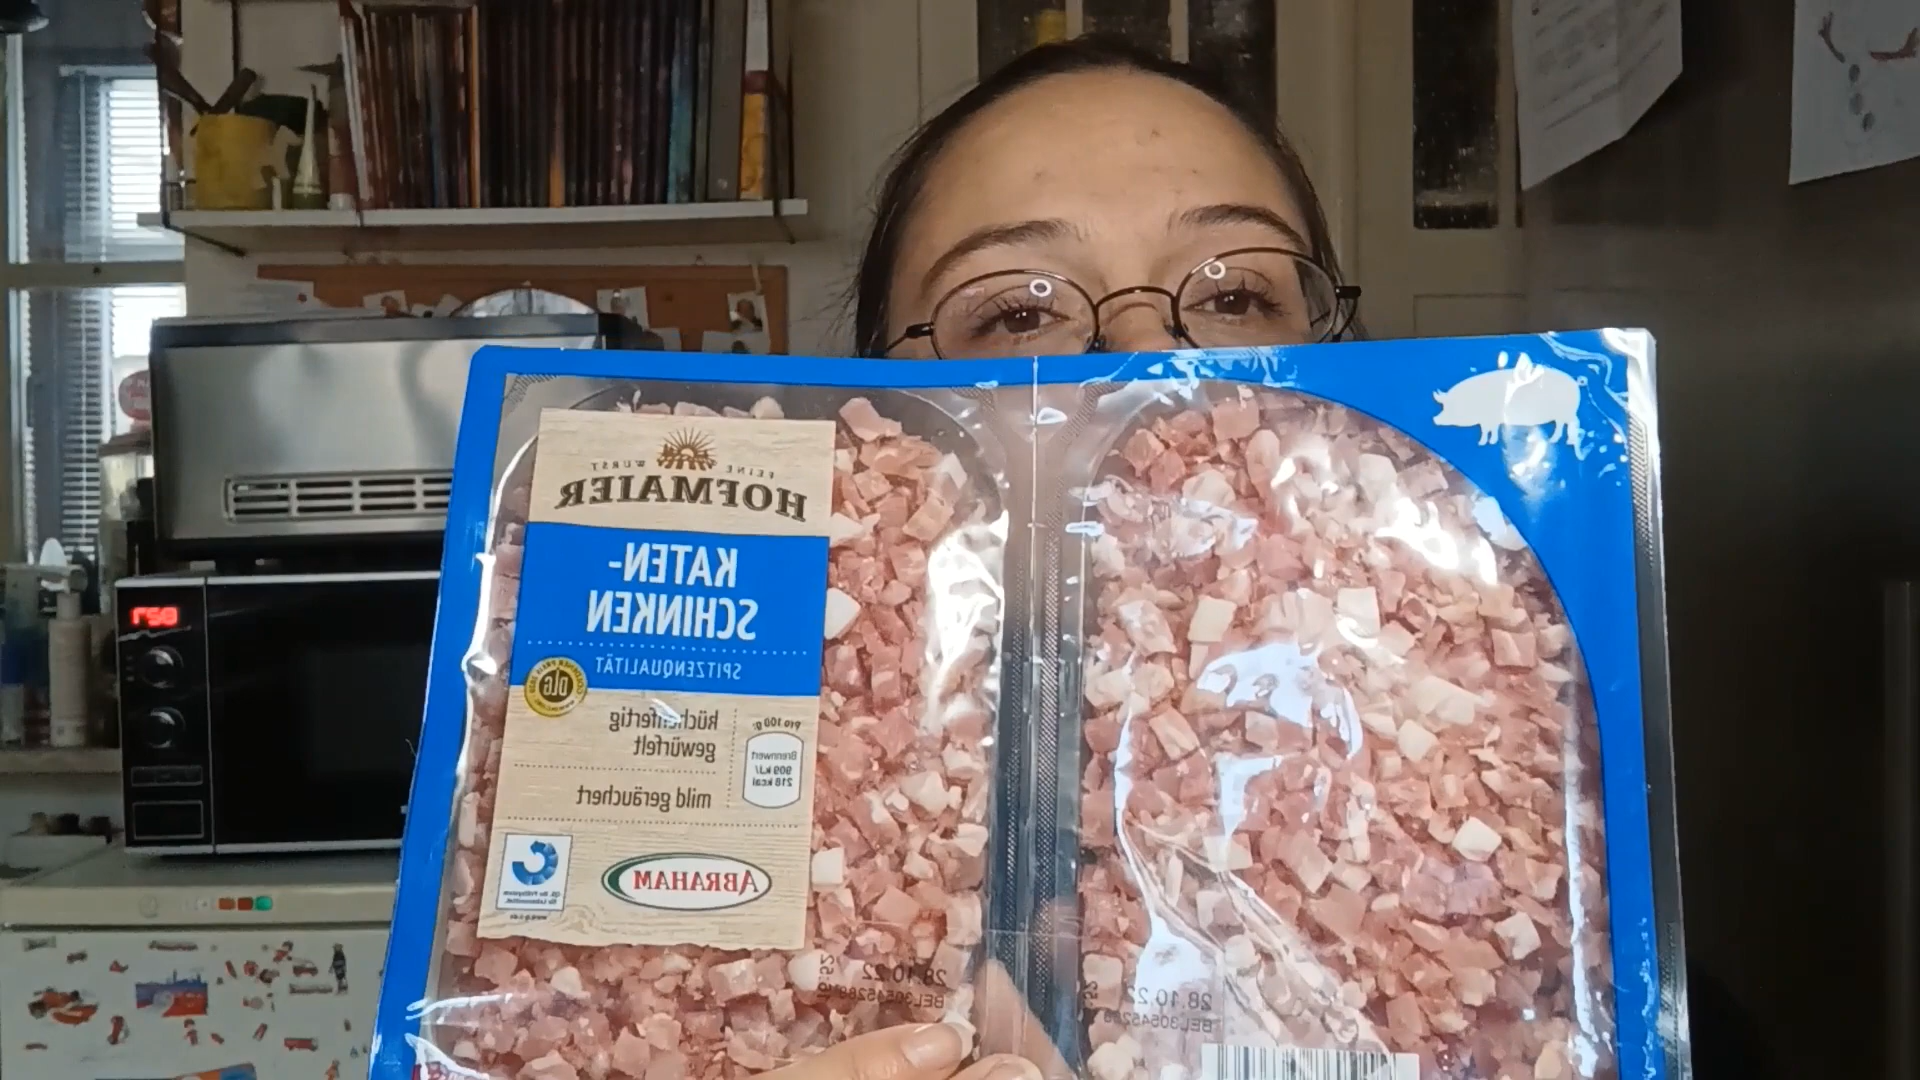 FEINE WURST
HOFMAIER
KATEN-
SCHINKEN
SPITZENQUALITÄT
DLG
küchenfertig
gewürfelt
mild geräuchert
Pro 100 g:
Brennwert
909 kJ/
218 kcal
ABRAHAM
28.10.22
28.10.22